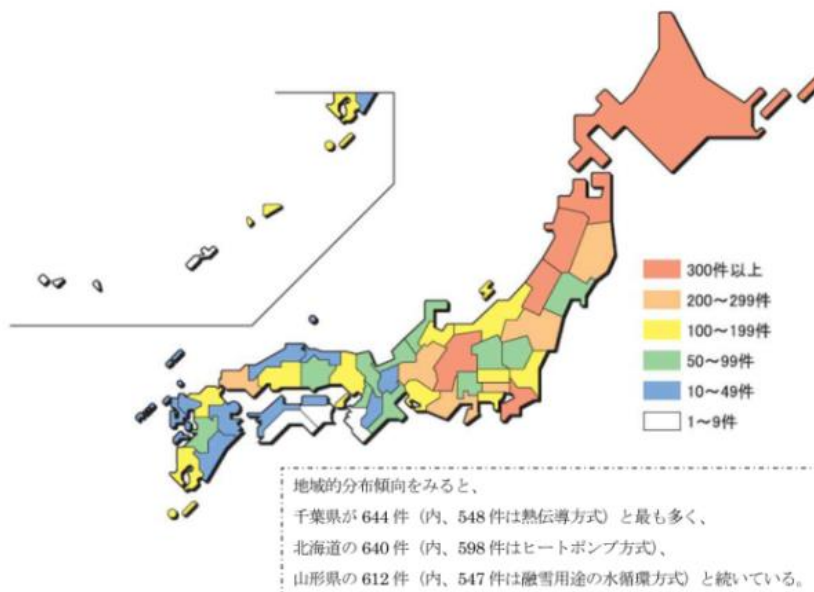 300件以上
200～299件
100～199件
50～99件
10～49件
1～9件
地域的分布傾向をみると、
千葉県が 644 件（内、548 件は熱伝導方式）と最も多く、
北海道の 640 件（内、598 件はヒートポンプ方式）、
山形県の 612 件（内、547 件は融雪用途の水循環方式）と続いている。